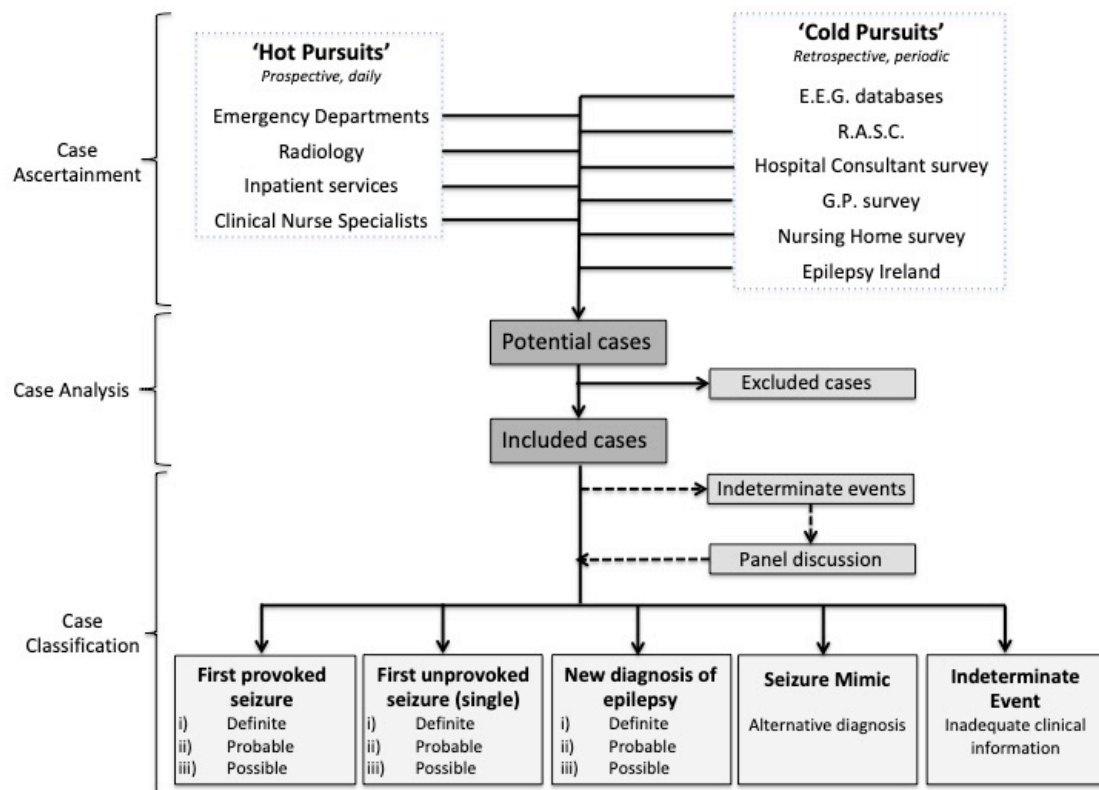 'Hot Pursuits'
Prospective, daily
Emergency Departments
Radiology
Inpatient services
Clinical Nurse Specialists
'Cold Pursuits'
Retrospective, periodic
E.E.G. databases
R.A.S.C.
Hospital Consultant survey
G.P. survey
Nursing Home survey
Epilepsy Ireland
Case
Ascertainment
Potential cases
Excluded cases
Case Analysis
Included cases
Indeterminate events
Panel discussion
Case
Classification
First provoked
seizure
i) Definite
ii) Probable
iii) Possible
First unprovoked
seizure (single)
i) Definite
ii) Probable
iii) Possible
New diagnosis of
epilepsy
i) Definite
ii) Probable
iii) Possible
Seizure Mimic
Alternative diagnosis
Indeterminate
Event
Inadequate clinical
information